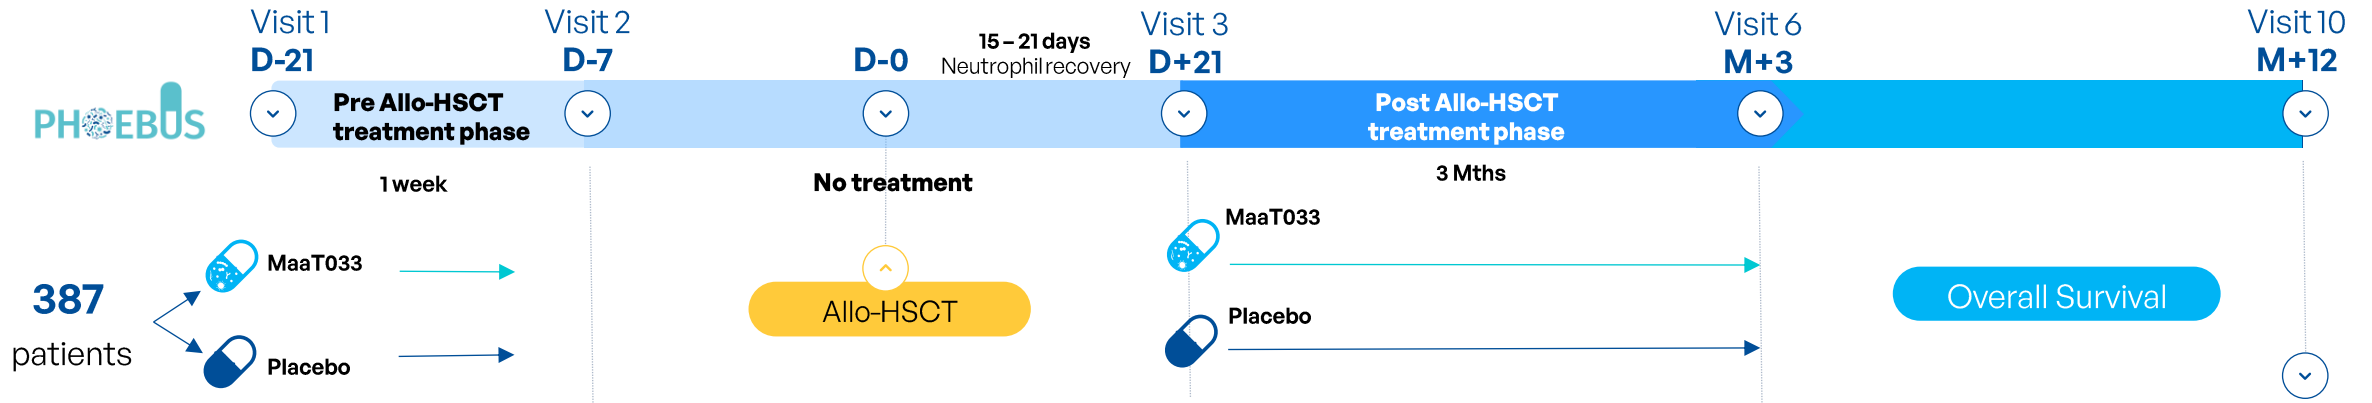 Visit 1
D-21
Visit 2
D-7
D-0
15 – 21 days
Neutrophil recovery
Visit 3
D+21
Visit 6
M+3
Visit 10
M+12
PHOEBUS
Pre Allo-HSCT
treatment phase
Post Allo-HSCT
treatment phase
1 week
No treatment
3 Mths
387
patients
MaaT033
Placebo
Allo-HSCT
MaaT033
Placebo
Overall Survival